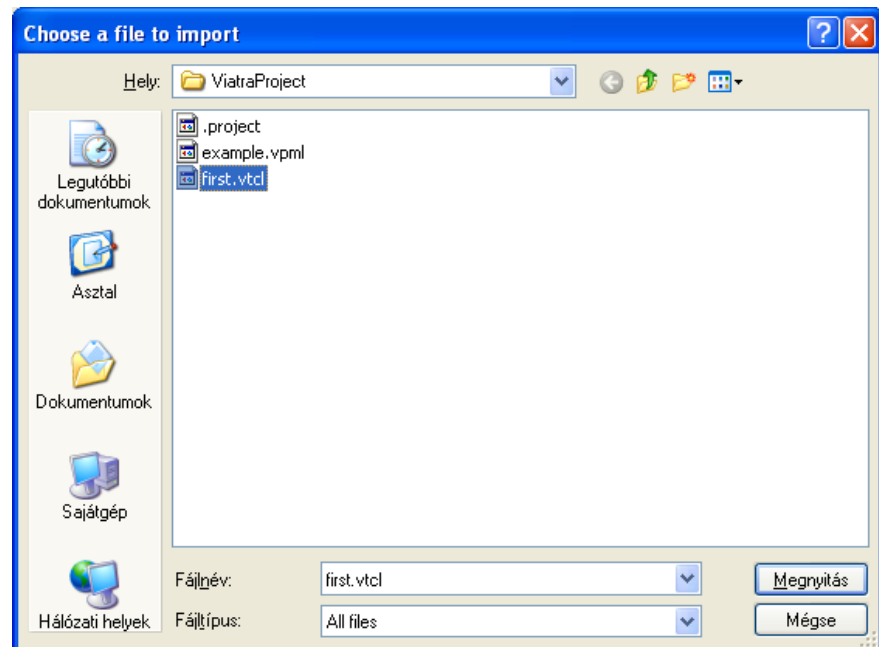 Choose a file to import
Hely:
ViatraProject
.project
example.vpml
first.vtcl
Legutóbbi
dokumentumok
Asztal
Dokumentumok
Sajátgép
Hálózati helyek
Fájlnév:
first.vtcl
Megnyitás
Fájltípus:
All files
Mégse